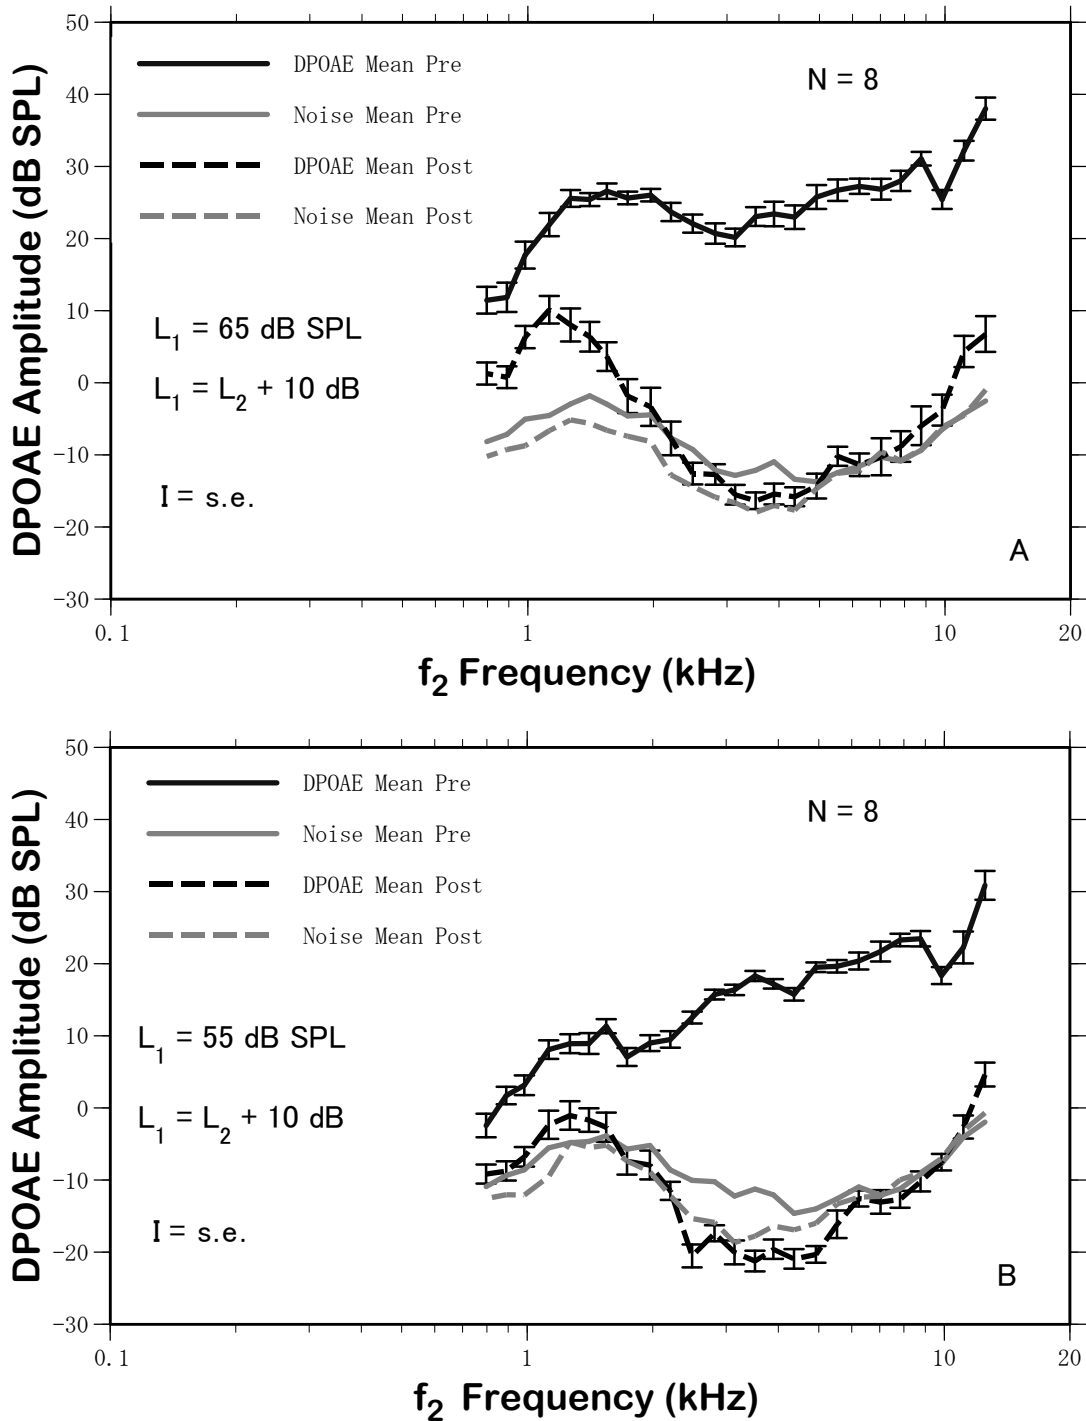 50
40
30
20
10
0
-10
-20
-30
DPOAE Amplitude (dB SPL)
DPOAE Mean Pre
Noise Mean Pre
DPOAE Mean Post
Noise Mean Post
N = 8
L1 = 65 dB SPL
L1 = L2 + 10 dB
I = s.e.
A
0.1 1 10 20
f2 Frequency (kHz)
50
40
30
20
10
0
-10
-20
-30
DPOAE Amplitude (dB SPL)
DPOAE Mean Pre
Noise Mean Pre
DPOAE Mean Post
Noise Mean Post
N = 8
L1 = 55 dB SPL
L1 = L2 + 10 dB
I = s.e.
B
0.1 1 10 20
f2 Frequency (kHz)